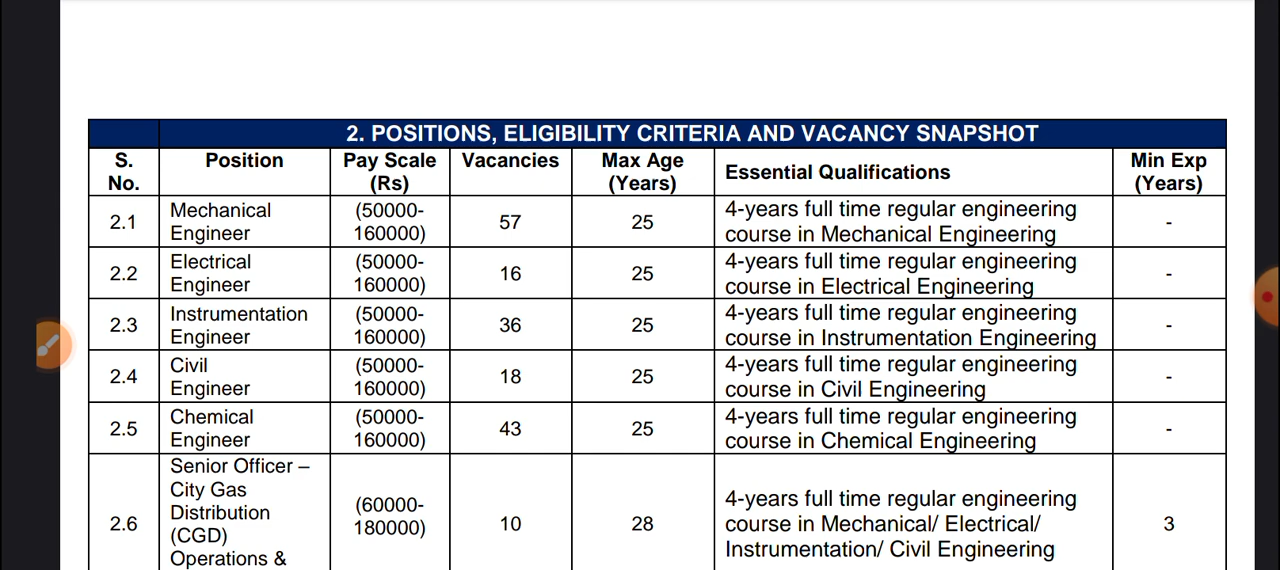 2. POSITIONS, ELIGIBILITY CRITERIA AND VACANCY SNAPSHOT
S. No. Position Pay Scale (Rs) Vacancies Max Age (Years) Essential Qualifications Min Exp (Years)
2.1 Mechanical Engineer (50000-160000) 57 25 4-years full time regular engineering course in Mechanical Engineering -
2.2 Electrical Engineer (50000-160000) 16 25 4-years full time regular engineering course in Electrical Engineering -
2.3 Instrumentation Engineer (50000-160000) 36 25 4-years full time regular engineering course in Instrumentation Engineering -
2.4 Civil Engineer (50000-160000) 18 25 4-years full time regular engineering course in Civil Engineering -
2.5 Chemical Engineer (50000-160000) 43 25 4-years full time regular engineering course in Chemical Engineering -
2.6 Senior Officer – City Gas Distribution (CGD) Operations & (60000-180000) 10 28 4-years full time regular engineering course in Mechanical/ Electrical/ Instrumentation/ Civil Engineering 3